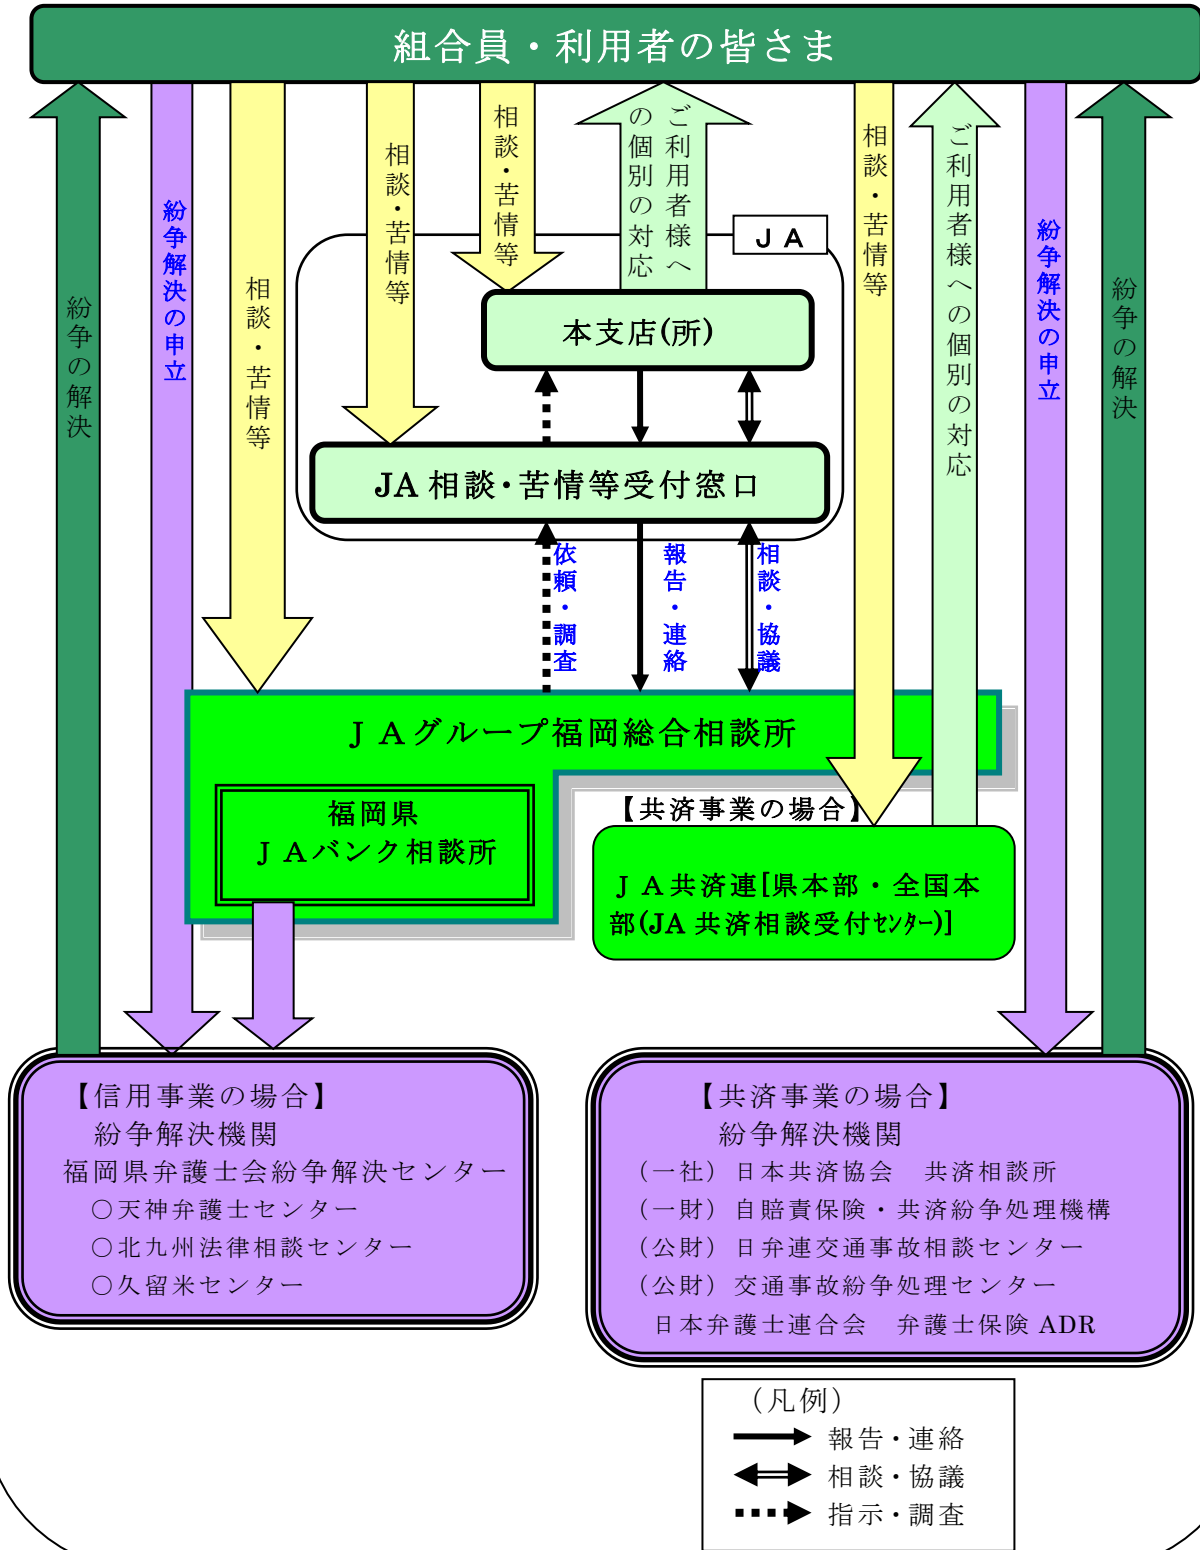 組合員・利用者の皆さま
紛争の解決
紛争解決の申立
相談・苦情等
相談・苦情等
相談・苦情等
ご利用者様へ
の個別の対応
相談・苦情等
ご利用者様への個別の対応
紛争解決の申立
紛争の解決
ＪＡ
本支店(所)
JA 相談・苦情等受付窓口
依頼・調査
報告・連絡
相談・協議
ＪＡグループ福岡総合相談所
福岡県
ＪＡバンク相談所
【共済事業の場合】
ＪＡ共済連[県本部・全国本
部(JA 共済相談受付ｾﾝﾀｰ)]
【信用事業の場合】
紛争解決機関
福岡県弁護士会紛争解決センター
○天神弁護士センター
○北九州法律相談センター
○久留米センター
【共済事業の場合】
紛争解決機関
（一社）日本共済協会　共済相談所
（一財）自賠責保険・共済紛争処理機構
（公財）日弁連交通事故相談センター
（公財）交通事故紛争処理センター
日本弁護士連合会　弁護士保険 ADR
（凡例）
報告・連絡
相談・協議
指示・調査